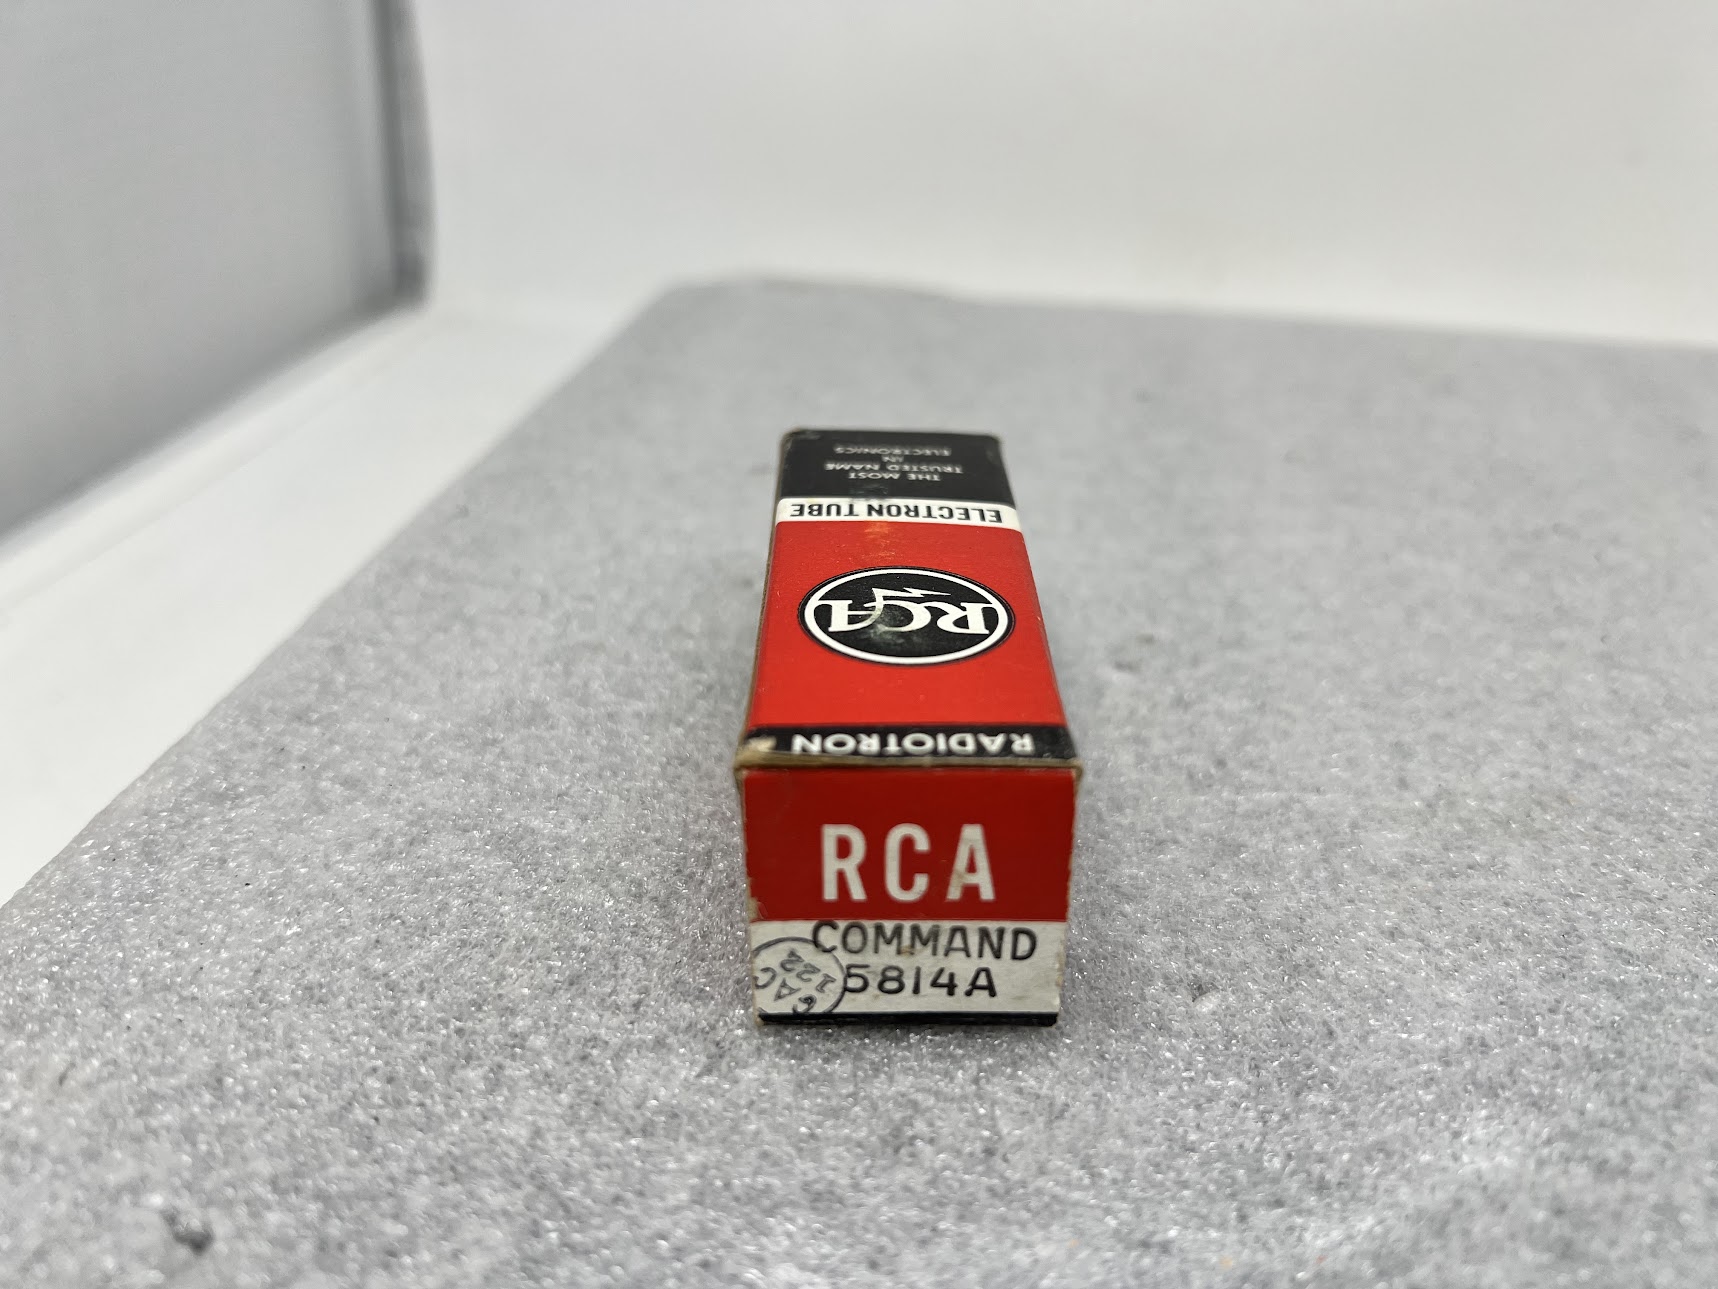 THE MOST
TRUSTED NAME
IN
ELECTRONICS
ELECTRON TUBE
RCA
RADIOTRON
RCA
COMMAND
5814A
122